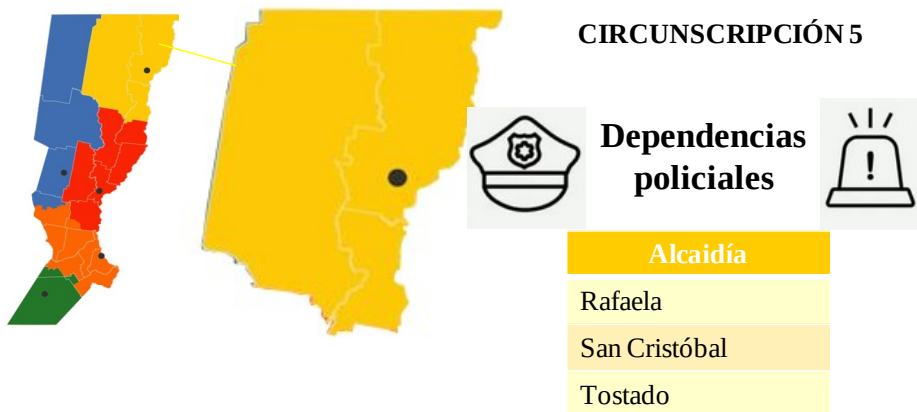 CIRCUNSCRIPCIÓN 5
Dependencias
policiales
!
Alcaidía
Rafaela
San Cristóbal
Tostado